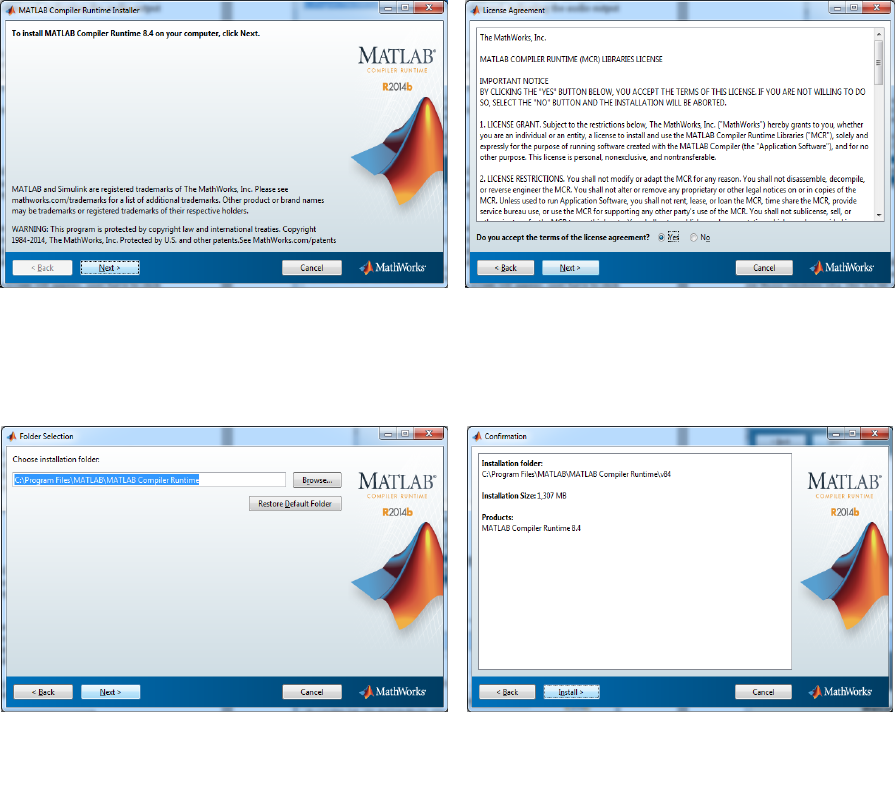 MATLAB Compiler Runtime Installer
To install MATLAB Compiler Runtime 8.4 on your computer, click Next.
MATLAB®
COMPILER RUNTIME
R2014b
MATLAB and Simulink are registered trademarks of The MathWorks, Inc. Please see
mathworks.com/trademarks for a list of additional trademarks. Other product or brand names
may be trademarks or registered trademarks of their respective holders.
WARNING: This program is protected by copyright law and international treaties. Copyright
1984-2014, The MathWorks, Inc. Protected by U.S. and other patents.See MathWorks.com/patents
< Back
Next >
Cancel
MathWorks®
License Agreement
The MathWorks, Inc.
MATLAB COMPILER RUNTIME (MCR) LIBRARIES LICENSE
IMPORTANT NOTICE
BY CLICKING THE "YES" BUTTON BELOW, YOU ACCEPT THE TERMS OF THIS LICENSE. IF YOU ARE NOT WILLING TO DO
SO, SELECT THE "NO" BUTTON AND THE INSTALLATION WILL BE ABORTED.
1. LICENSE GRANT. Subject to the restrictions below, The MathWorks, Inc. ("MathWorks") hereby grants to you, whether
you are an individual or an entity, a license to install and use the MATLAB Compiler Runtime Libraries ("MCR"), solely and
expressly for the purpose of running software created with the MATLAB Compiler (the "Application Software"), and for no
other purpose. This license is personal, nonexclusive, and nontransferable.
2. LICENSE RESTRICTIONS. You shall not modify or adapt the MCR for any reason. You shall not disassemble, decompile,
or reverse engineer the MCR. You shall not alter or remove any proprietary or other legal notices on or in copies of the
MCR. Unless used to run Application Software, you shall not rent, lease, or loan the MCR, time share the MCR, provide
service bureau use, or use the MCR for supporting any other party's use of the MCR. You shall not sublicense, sell, or
Do you accept the terms of the license agreement?
Yes
No
< Back
Next >
Cancel
MathWorks®
Folder Selection
Choose installation folder:
C:\Program Files\MATLAB\MATLAB Compiler Runtime
Browse...
Restore Default Folder
MATLAB®
COMPILER RUNTIME
R2014b
< Back
Next >
Cancel
MathWorks®
Confirmation
Installation folder:
C:\Program Files\MATLAB\MATLAB Compiler Runtime\v84
Installation Size: 1,307 MB
Products:
MATLAB Compiler Runtime 8.4
MATLAB®
COMPILER RUNTIME
R2014b
< Back
Install >
Cancel
MathWorks®